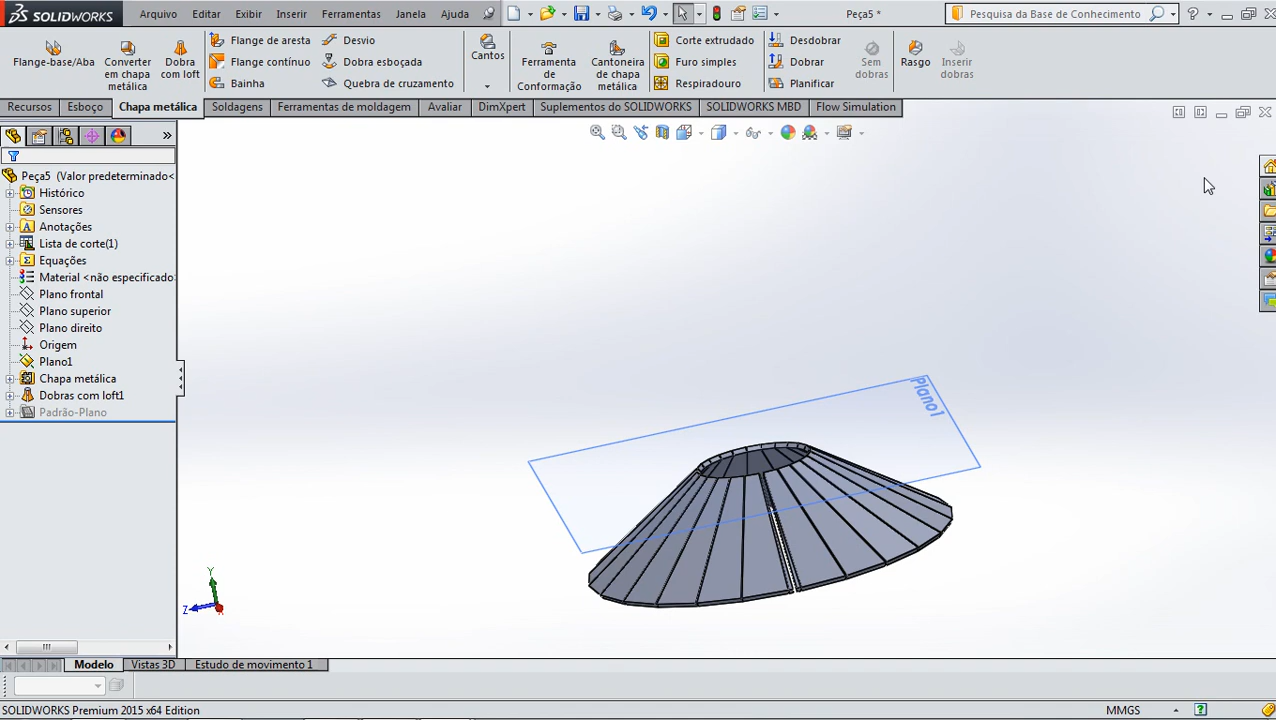 SOLIDWORKS Arquivo Editar Exibir Inserir Ferramentas Janela Ajuda Peça5 * Pesquisa da Base de Conhecimento
Flange-base/Aba
Converter em chapa metálica
Dobra com loft
Flange de aresta
Flange contínuo
Bainha
Desvio
Dobra esboçada
Quebra de cruzamento
Cantos
Ferramenta de Conformação
Cantoneira de chapa metálica
Corte extrudado
Furo simples
Respiradouro
Desdobrar
Dobrar
Planificar
Sem dobras
Rasgo
Inserir dobras
Recursos Esboço Chapa metálica Soldagens Ferramentas de moldagem Avaliar DimXpert Suplementos do SOLIDWORKS SOLIDWORKS MBD Flow Simulation
Peça5 (Valor predeterminado<
Histórico
Sensores
Anotações
Lista de corte(1)
Equações
Material <não especificado>
Plano frontal
Plano superior
Plano direito
Origem
Plano1
Chapa metálica
Dobras com loft1
Padrão-Plano
Plano1
Y
Z
Modelo Vistas 3D Estudo de movimento 1
SOLIDWORKS Premium 2015 x64 Edition MMGS